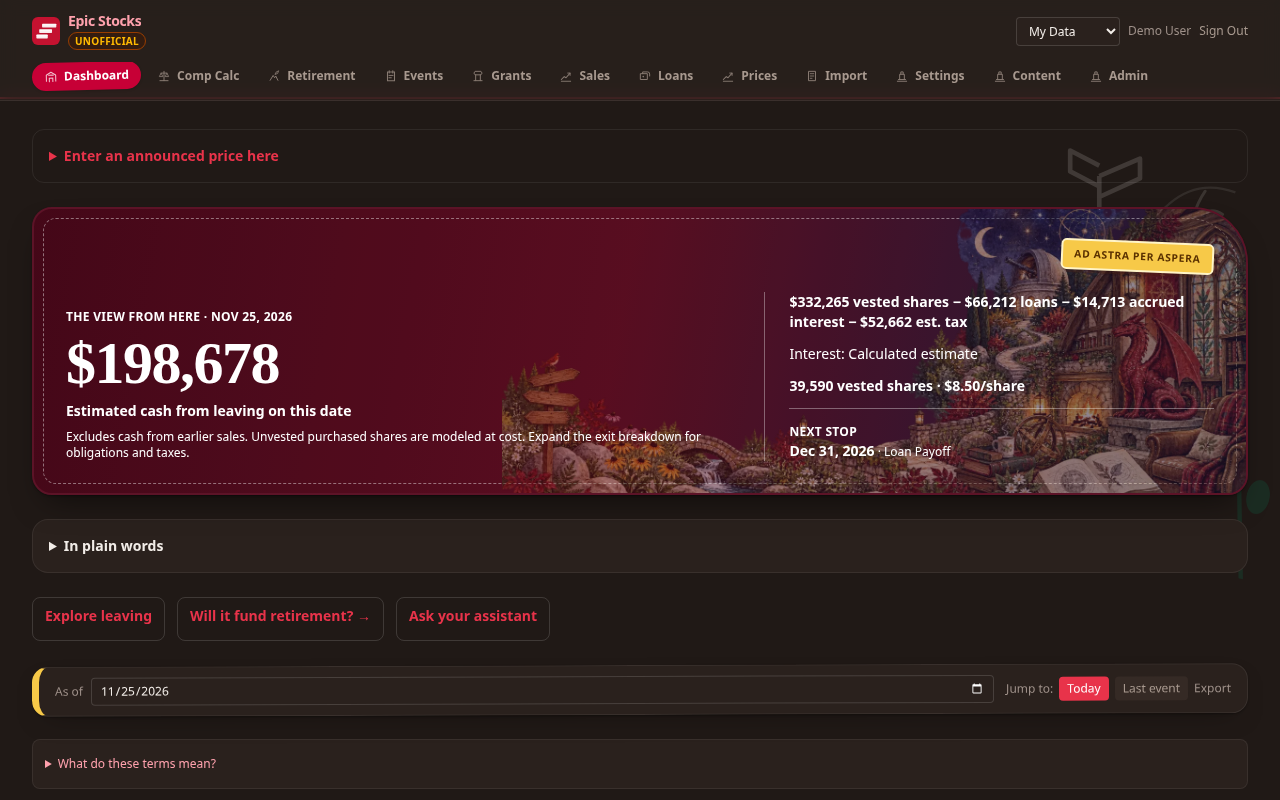 Epic Stocks
UNOFFICIAL
My Data
Demo User
Sign Out
Dashboard
Comp Calc
Retirement
Events
Grants
Sales
Loans
Prices
Import
Settings
Content
Admin
Enter an announced price here
AD ASTRA PER ASPERA
THE VIEW FROM HERE · NOV 25, 2026
$198,678
Estimated cash from leaving on this date
Excludes cash from earlier sales. Unvested purchased shares are modeled at cost. Expand the exit breakdown for
obligations and taxes.
$332,265 vested shares − $66,212 loans − $14,713 accrued
interest − $52,662 est. tax
Interest: Calculated estimate
39,590 vested shares · $8.50/share
NEXT STOP
Dec 31, 2026 · Loan Payoff
In plain words
Explore leaving
Will it fund retirement? →
Ask your assistant
As of
11/25/2026
Jump to:
Today
Last event
Export
What do these terms mean?